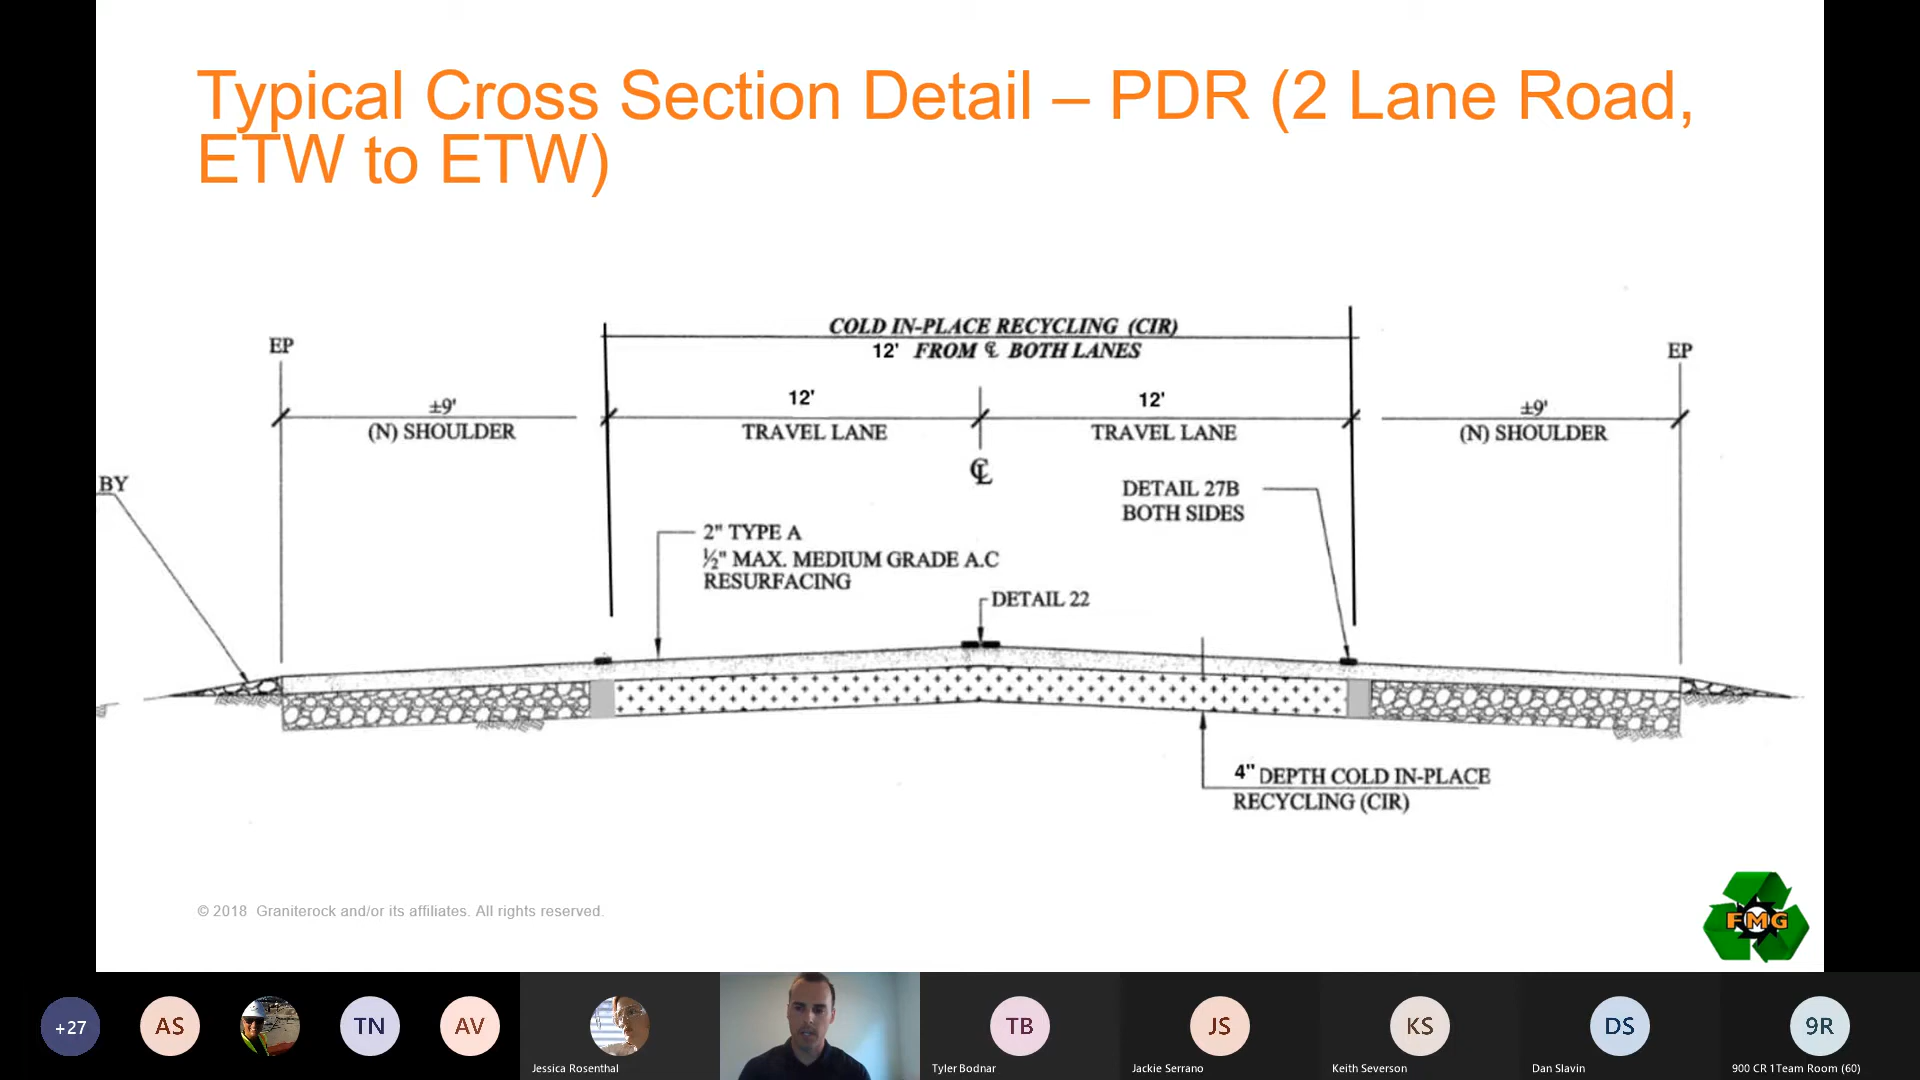 Typical Cross Section Detail – PDR (2 Lane Road,
ETW to ETW)
COLD IN-PLACE RECYCLING (CIR)
12' FROM ℄ BOTH LANES
EP
EP
±9'
(N) SHOULDER
12'
TRAVEL LANE
12'
TRAVEL LANE
±9'
(N) SHOULDER
℄
BY
DETAIL 27B
BOTH SIDES
2" TYPE A
½" MAX. MEDIUM GRADE A.C
RESURFACING
DETAIL 22
4" DEPTH COLD IN-PLACE
RECYCLING (CIR)
© 2018 Graniterock and/or its affiliates. All rights reserved.
FMG
+27
AS
TN
AV
TB
JS
KS
DS
9R
Jessica Rosenthal
Tyler Bodnar
Jackie Serrano
Keith Severson
Dan Slavin
900 CR 1Team Room (60)